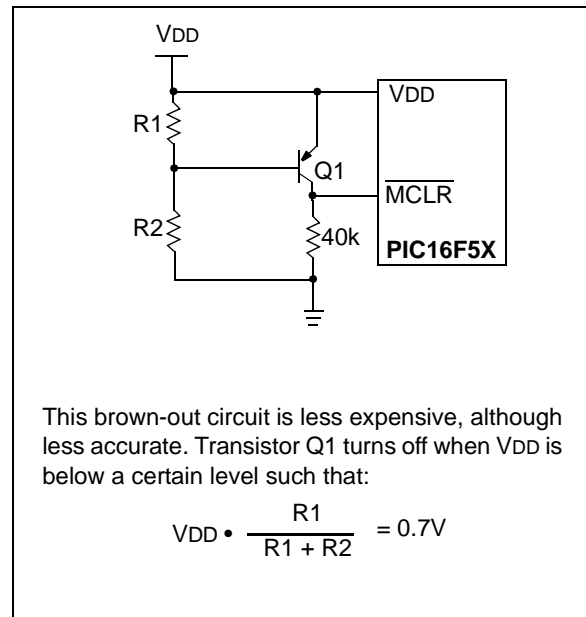 VDD
VDD
R1
Q1
MCLR
R2
40k
PIC16F5X
This brown-out circuit is less expensive, although
less accurate. Transistor Q1 turns off when VDD is
below a certain level such that:
VDD • R1 / R1 + R2 = 0.7V